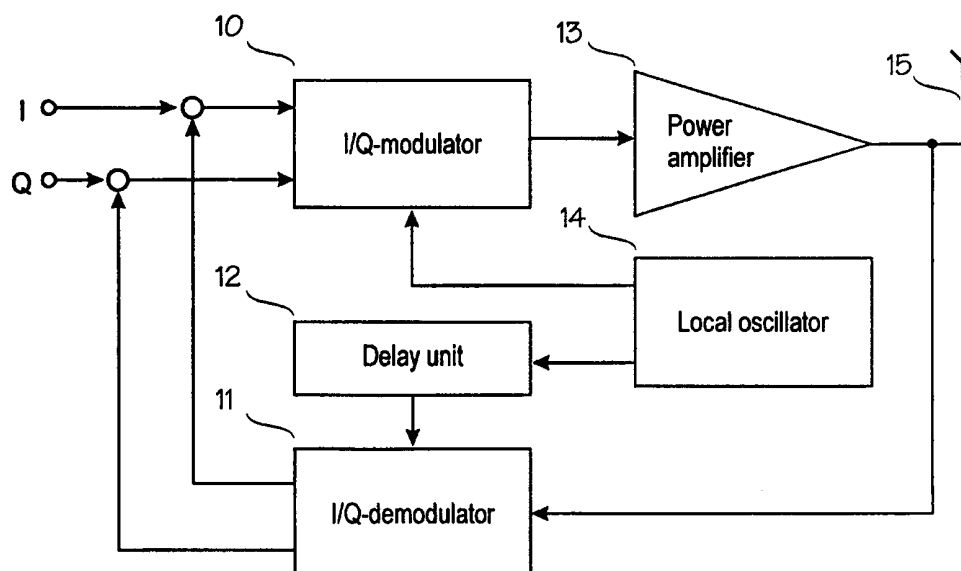 10
13
15
I
I/Q-modulator
Power
amplifier
Q
14
12
Local oscillator
Delay unit
11
I/Q-demodulator